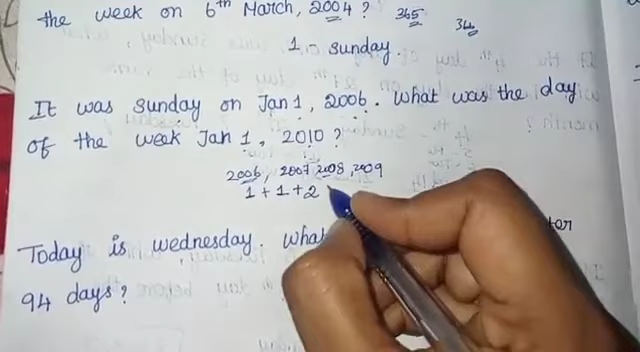 the week on 6th March, 2004 ? 365 366
1. sunday.
It was sunday on Jan 1, 2006. What was the day
of the week Jan 1, 2010 ?
2006, 2007 2008, 2009
1 + 1 + 2
Today is wednesday. What
94 days ?